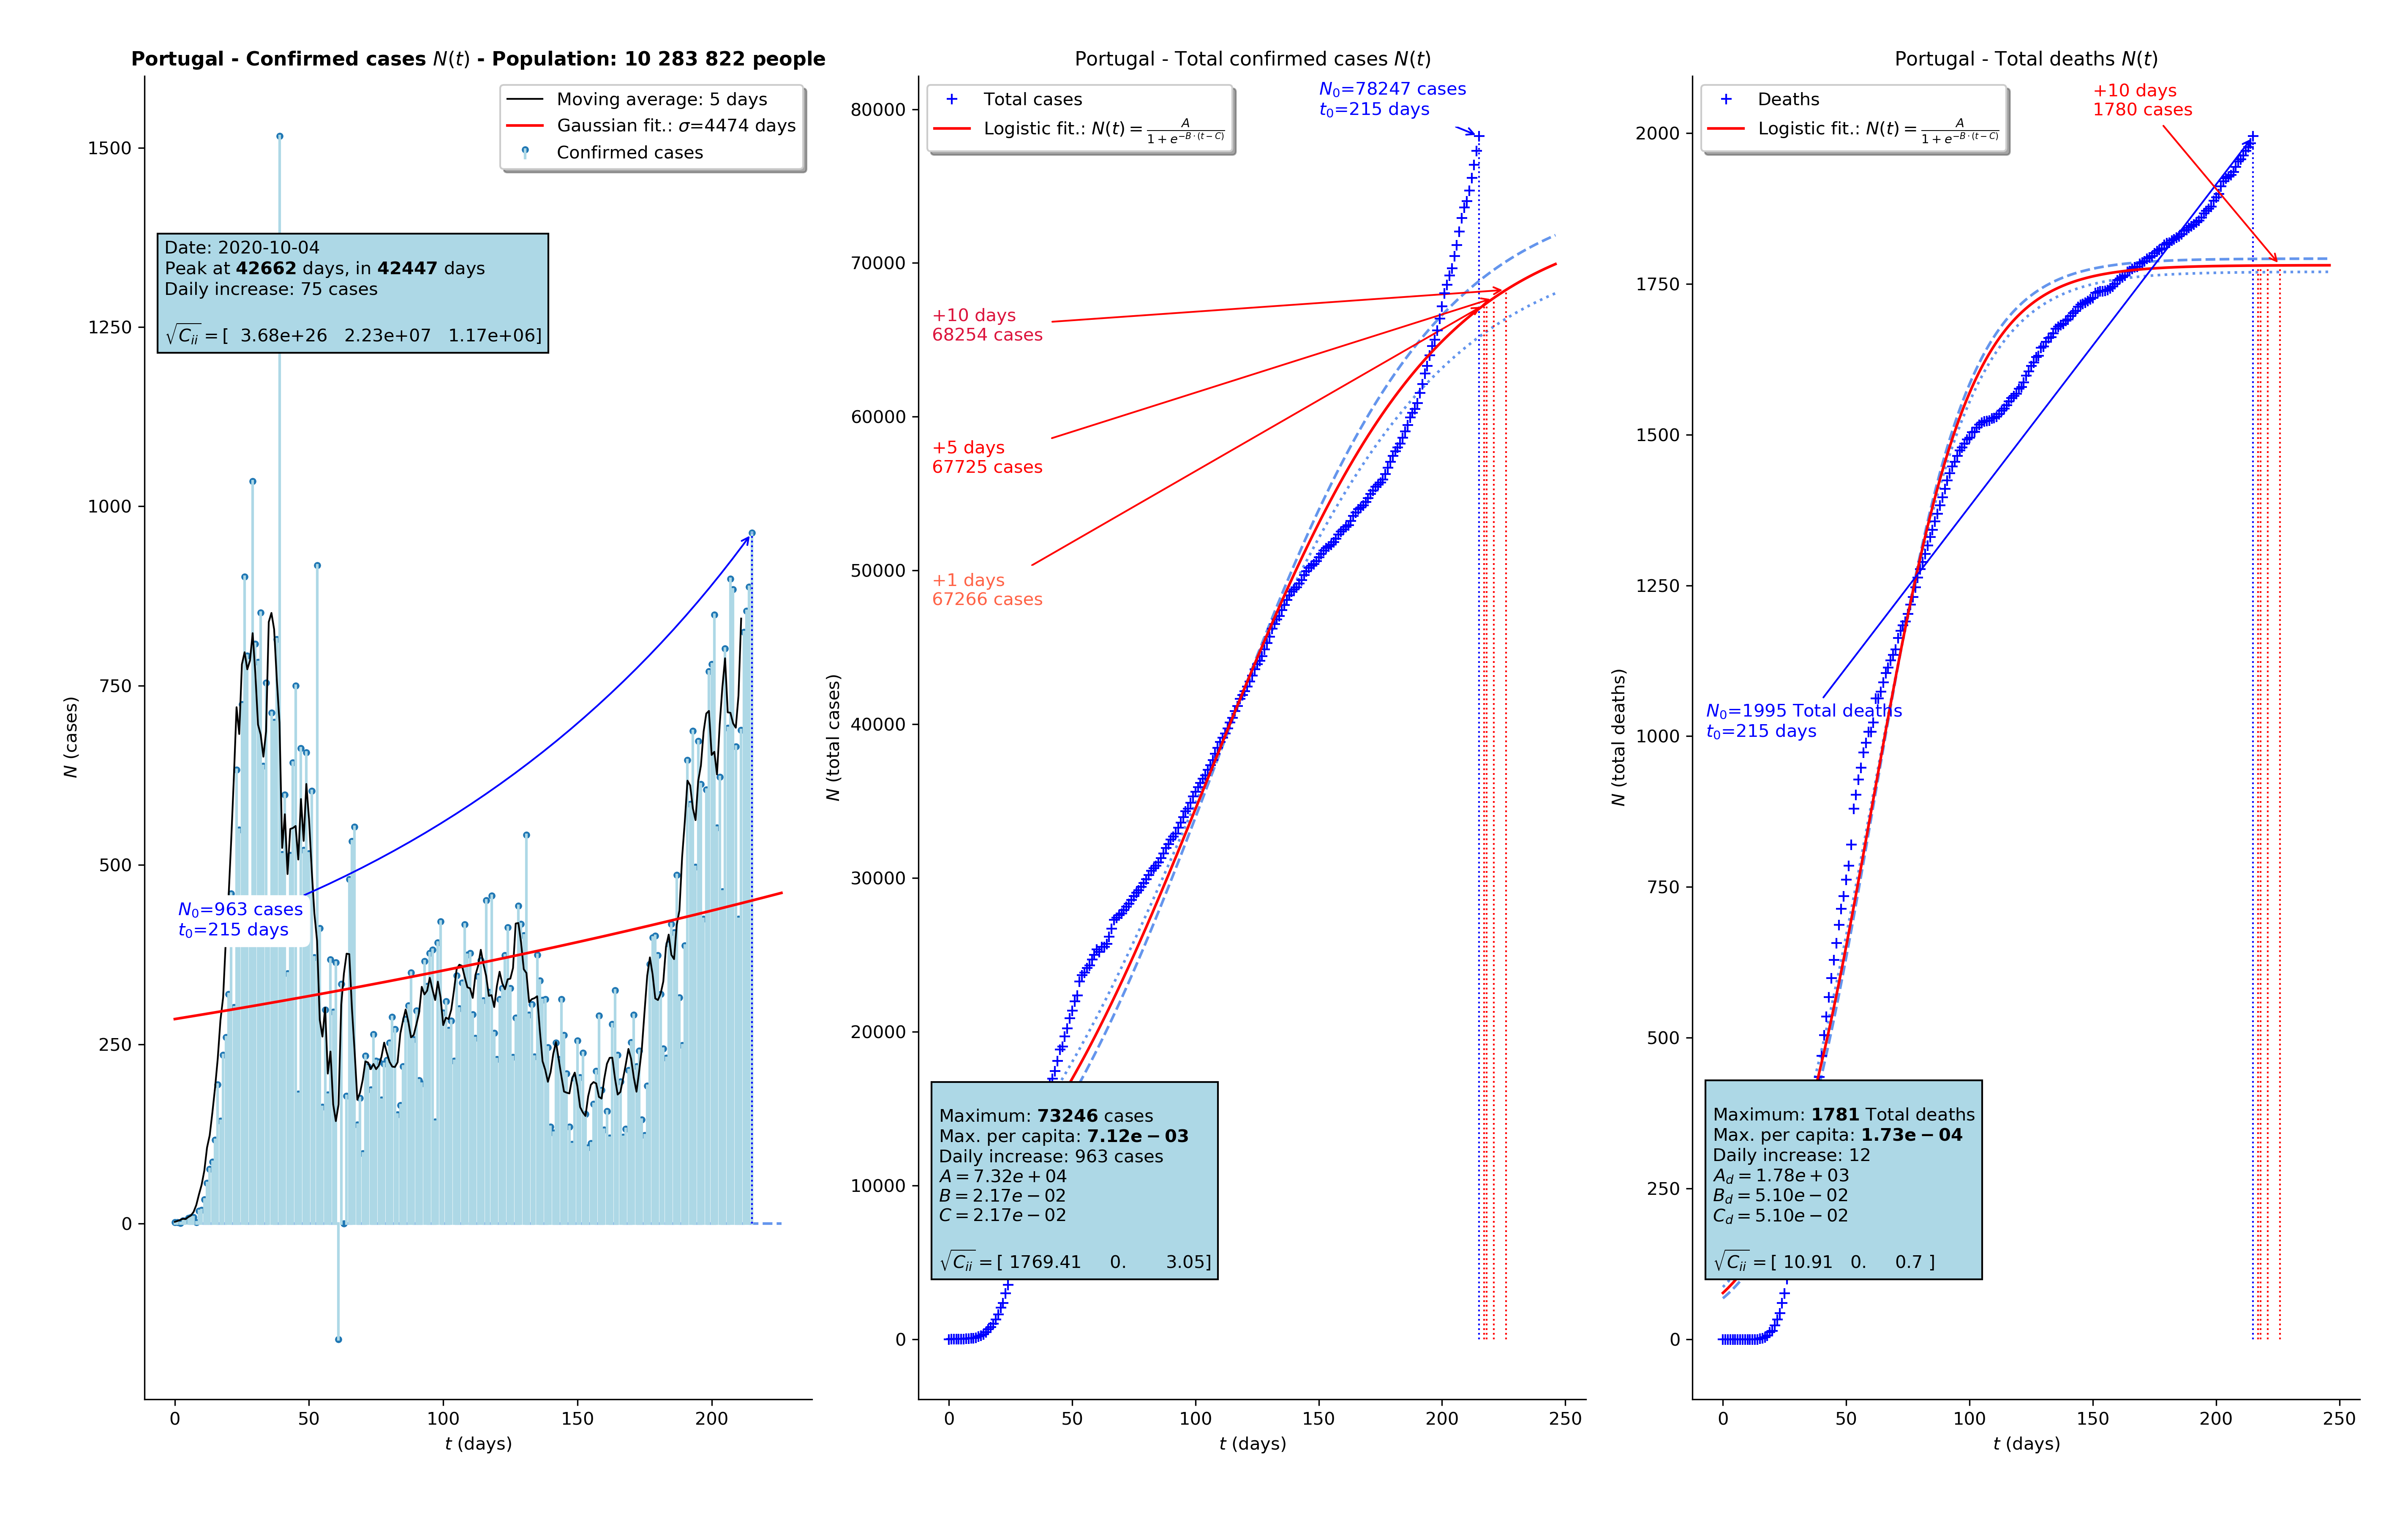 Portugal - Confirmed cases N(t) - Population: 10 283 822 people
Moving average: 5 days
Gaussian fit.: σ=4474 days
Confirmed cases
Date: 2020-10-04
Peak at 42662 days, in 42447 days
Daily increase: 75 cases
√C_ii = [ 3.68e+26 2.23e+07 1.17e+06]
N_0=963 cases
t_0=215 days
1500
1250
1000
750
500
250
0
N (cases)
0 50 100 150 200
t (days)
Portugal - Total confirmed cases N(t)
Total cases
Logistic fit.: N(t) = A / (1 + e^{-B·(t-C)})
N_0=78247 cases
t_0=215 days
+10 days
68254 cases
+5 days
67725 cases
+1 days
67266 cases
Maximum: 73246 cases
Max. per capita: 7.12e − 03
Daily increase: 963 cases
A = 7.32e + 04
B = 2.17e − 02
C = 2.17e − 02
√C_ii = [ 1769.41 0. 3.05]
80000
70000
60000
50000
40000
30000
20000
10000
0
N (total cases)
0 50 100 150 200 250
t (days)
Portugal - Total deaths N(t)
Deaths
Logistic fit.: N(t) = A / (1 + e^{-B·(t-C)})
+10 days
1780 cases
N_0=1995 Total deaths
t_0=215 days
Maximum: 1781 Total deaths
Max. per capita: 1.73e − 04
Daily increase: 12
A_d = 1.78e + 03
B_d = 5.10e − 02
C_d = 5.10e − 02
√C_ii = [ 10.91 0. 0.7 ]
2000
1750
1500
1250
1000
750
500
250
0
N (total deaths)
0 50 100 150 200 250
t (days)